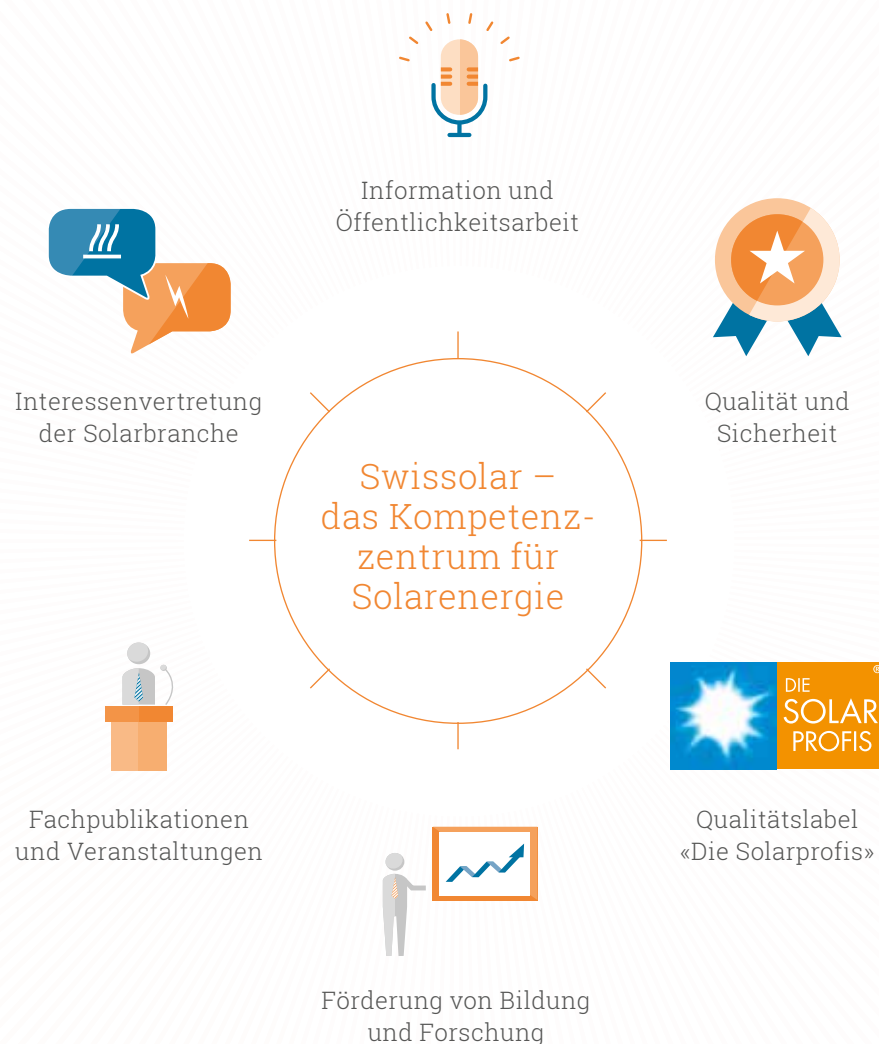 Information und
Öffentlichkeitsarbeit
Interessenvertretung
der Solarbranche
Qualität und
Sicherheit
Swissolar –
das Kompetenz-
zentrum für
Solarenergie
DIE
SOLAR®
PROFIS
Fachpublikationen
und Veranstaltungen
Qualitätslabel
«Die Solarprofis»
Förderung von Bildung
und Forschung